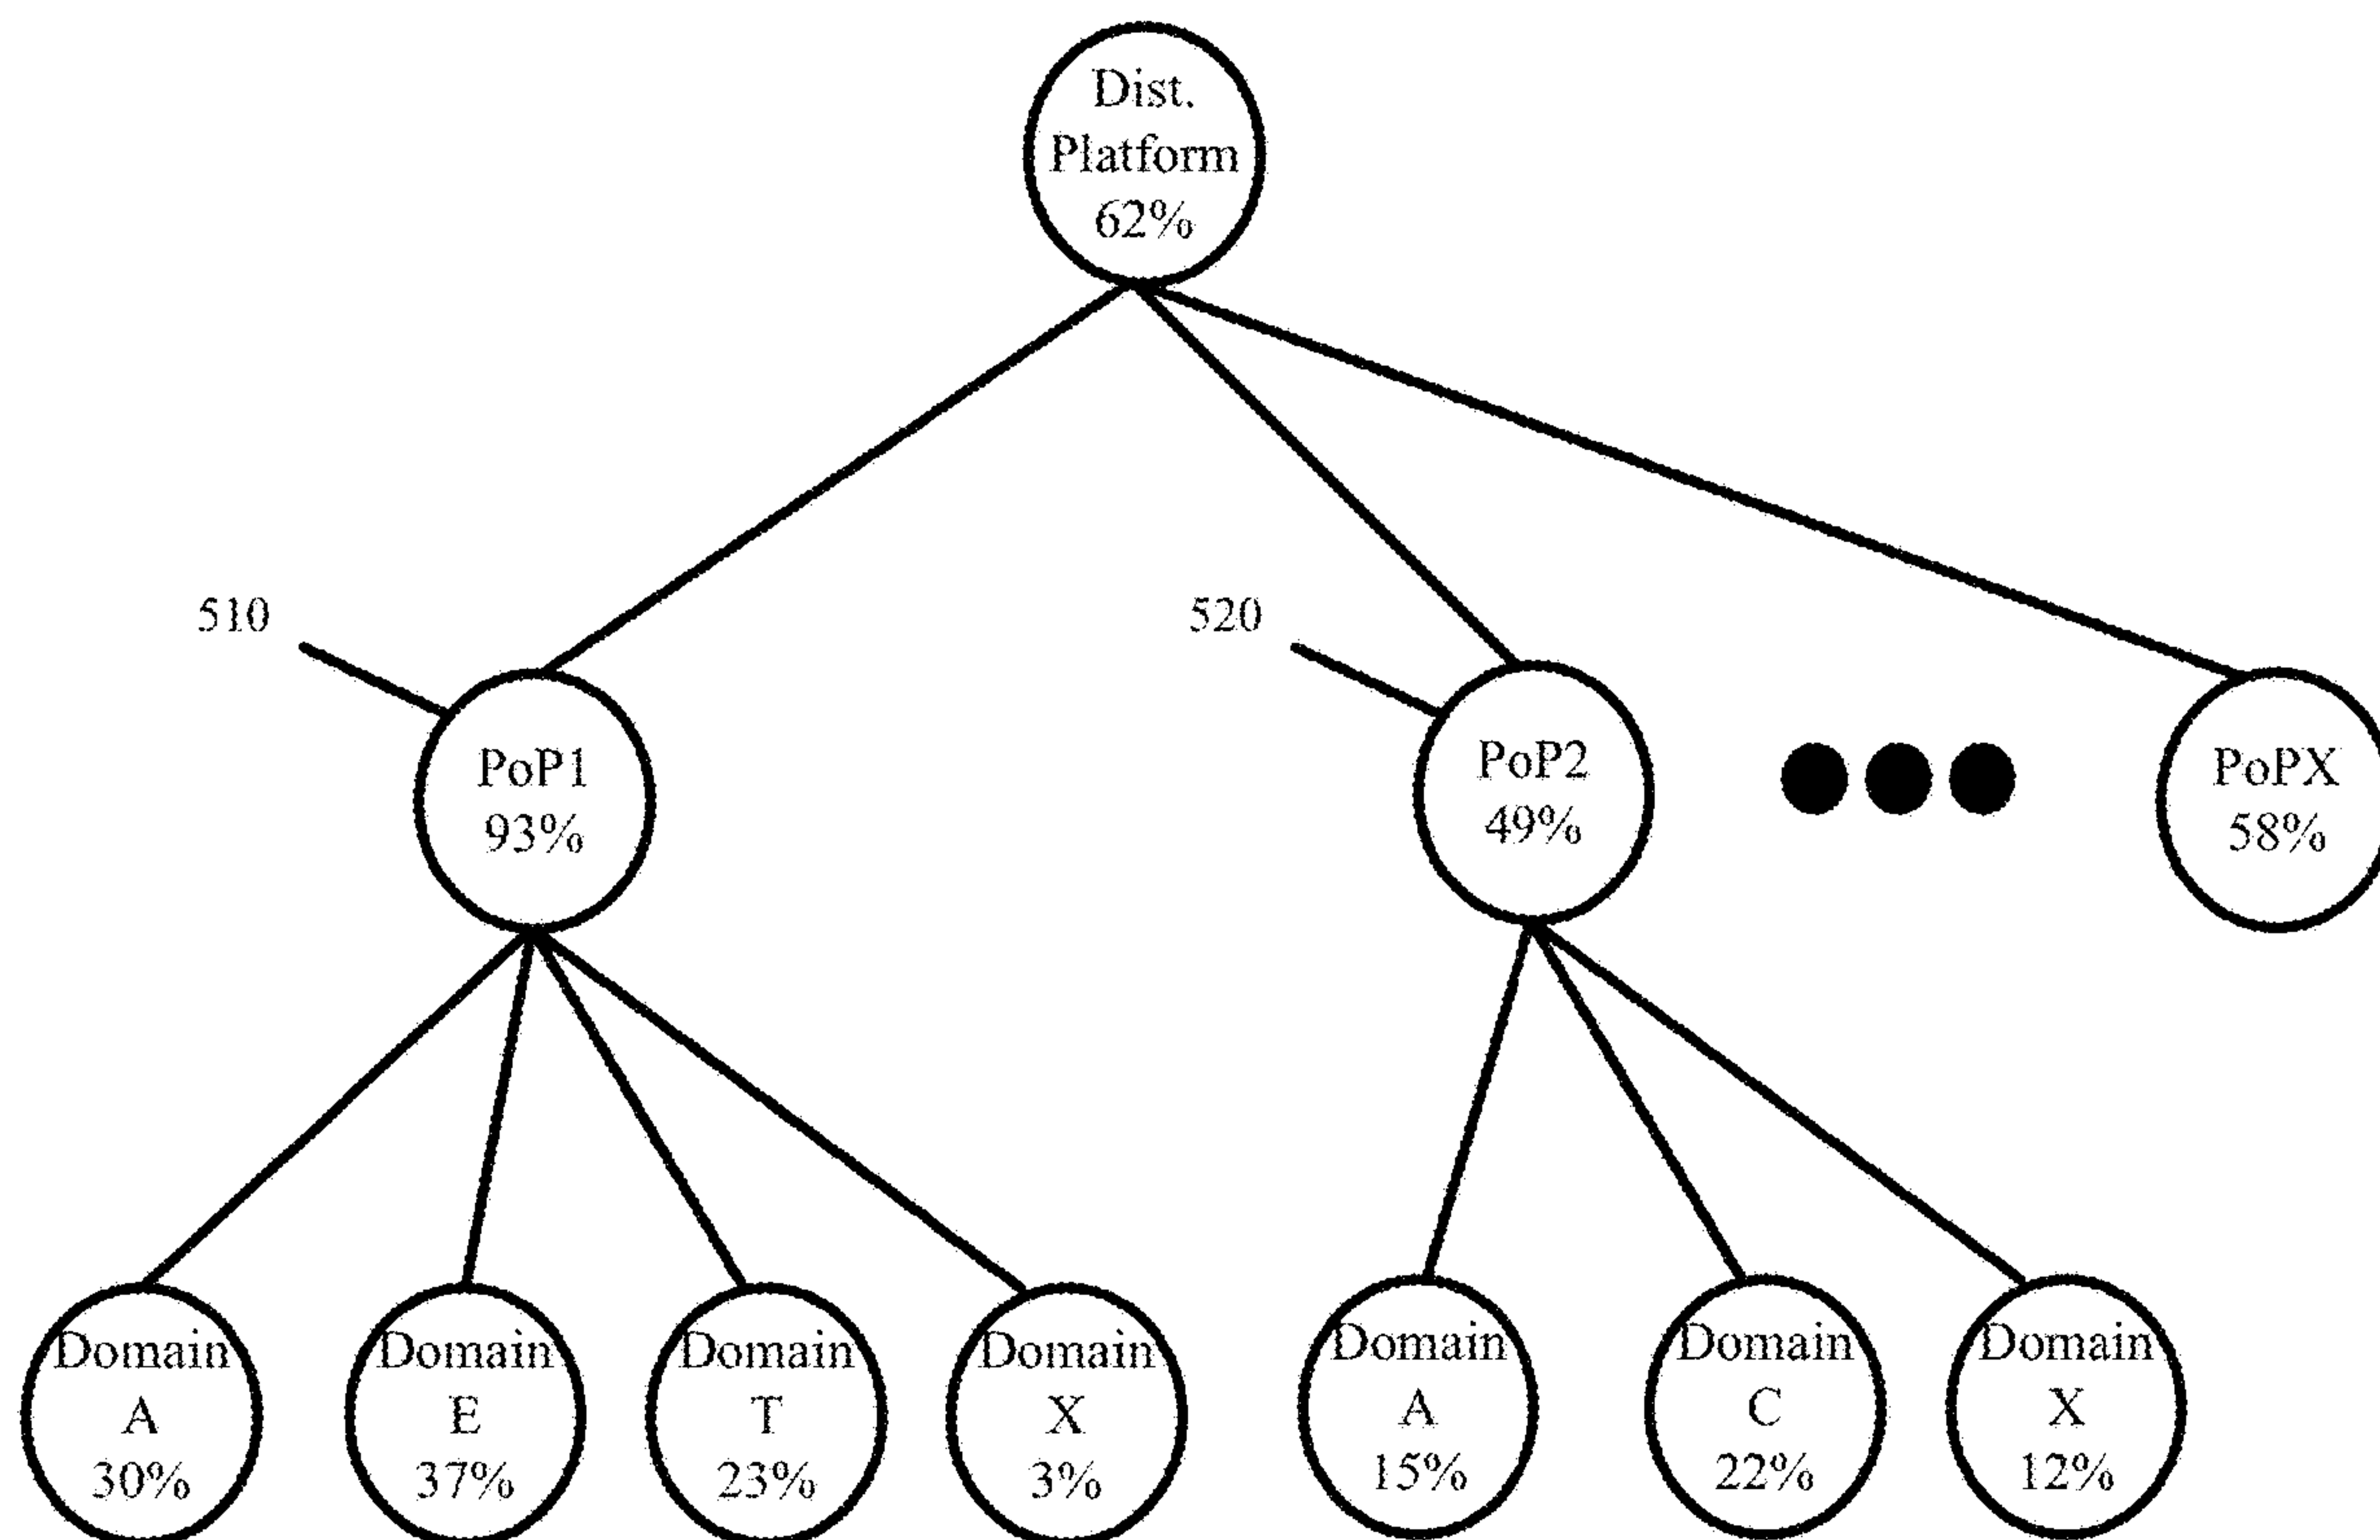 Dist.
Platform
62%
510
520
PoP1
93%
PoP2
49%
PoPX
58%
Domain
A
30%
Domain
E
37%
Domain
T
23%
Domain
X
3%
Domain
A
15%
Domain
C
22%
Domain
X
12%